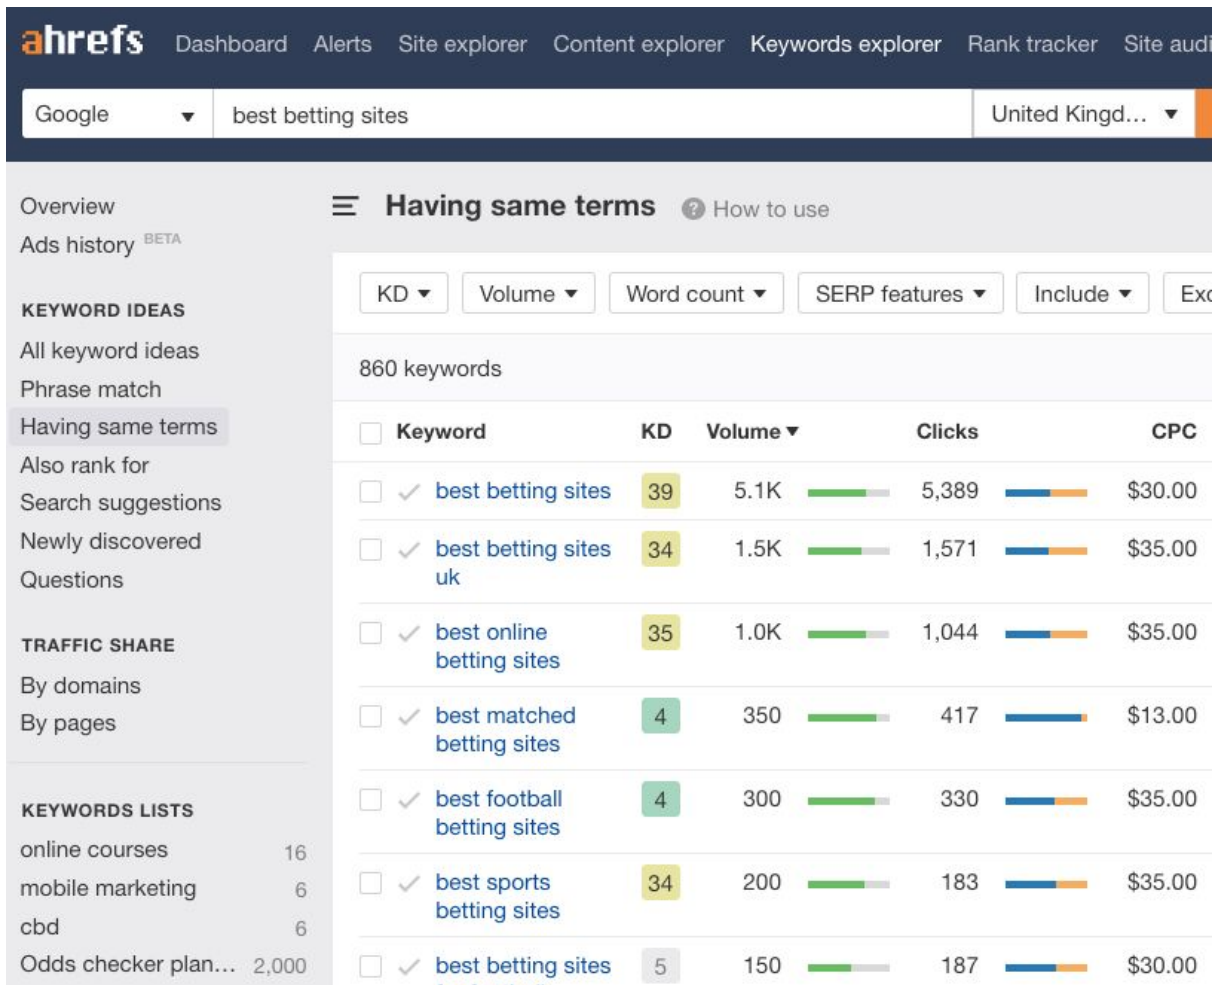 ahrefs Dashboard Alerts Site explorer Content explorer Keywords explorer Rank tracker Site audi
Google best betting sites United Kingd...
Overview
Ads history BETA
KEYWORD IDEAS
All keyword ideas
Phrase match
Having same terms
Also rank for
Search suggestions
Newly discovered
Questions
TRAFFIC SHARE
By domains
By pages
KEYWORDS LISTS
online courses 16
mobile marketing 6
cbd 6
Odds checker plan... 2,000
Having same terms ? How to use
KD Volume Word count SERP features Include Exc
860 keywords
Keyword KD Volume Clicks CPC
best betting sites 39 5.1K 5,389 $30.00
best betting sites 34 1.5K 1,571 $35.00
uk
best online 35 1.0K 1,044 $35.00
betting sites
best matched 4 350 417 $13.00
betting sites
best football 4 300 330 $35.00
betting sites
best sports 34 200 183 $35.00
betting sites
best betting sites 5 150 187 $30.00